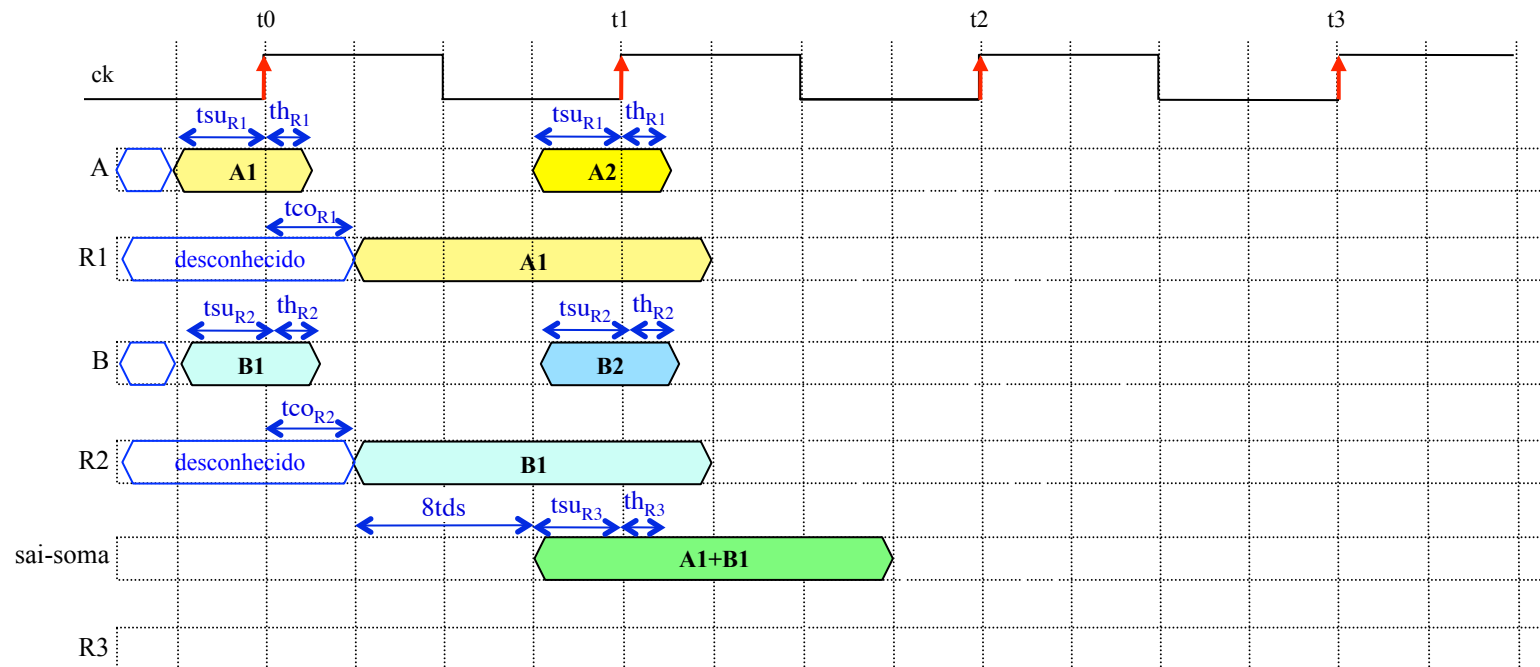 t0 t1 t2 t3
ck
tsuR1 thR1 tsuR1 thR1
A A1 A2
tcoR1
R1 desconhecido A1
tsuR2 thR2 tsuR2 thR2
B B1 B2
tcoR2
R2 desconhecido B1
8tds tsuR3 thR3
sai-soma A1+B1
R3